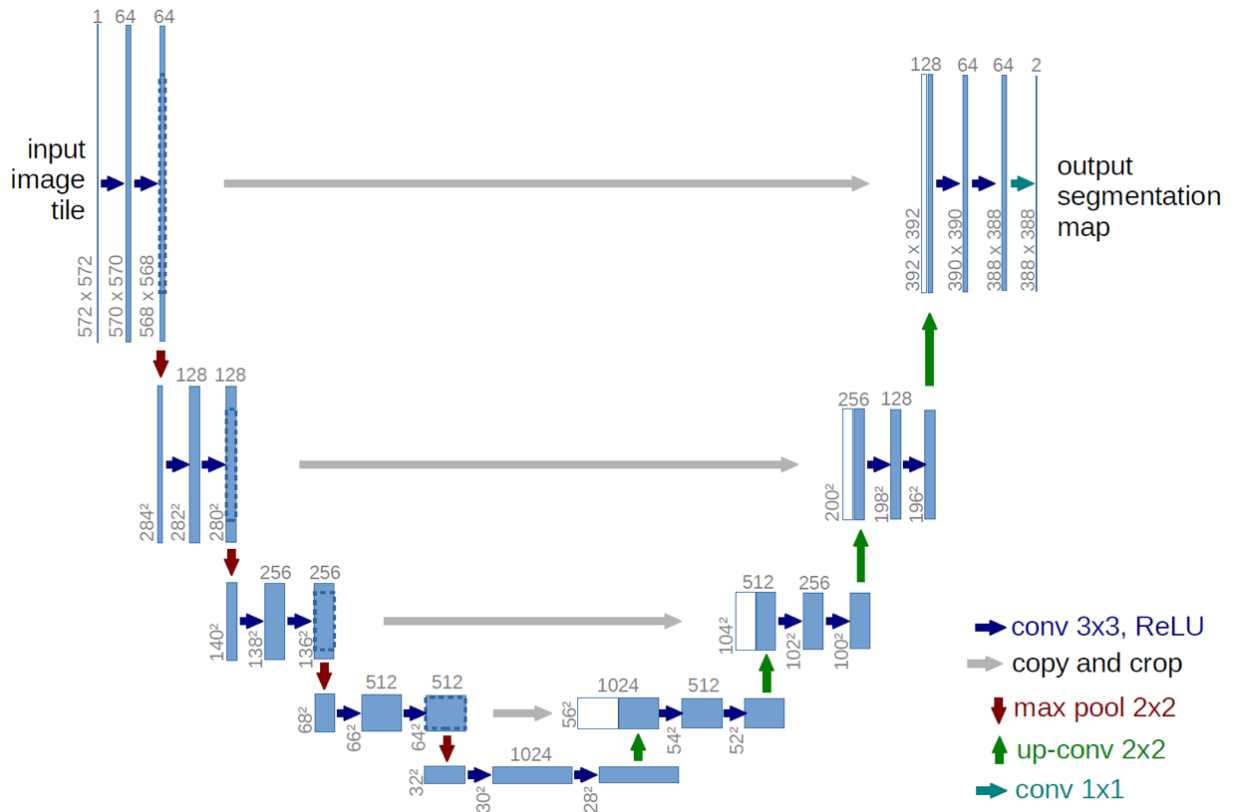 1 64 64
128 64 64 2
input
image
tile
output
segmentation
map
572 x 572
570 x 570
568 x 568
392 x 392
390 x 390
388 x 388
388 x 388
128 128
256 128
284²
282²
280²
200²
198²
196²
256 256
512 256
140²
138²
136²
104²
102²
100²
512 512
1024 512
68²
66²
64²
56²
54²
52²
1024
32²
30²
28²
conv 3x3, ReLU
copy and crop
max pool 2x2
up-conv 2x2
conv 1x1